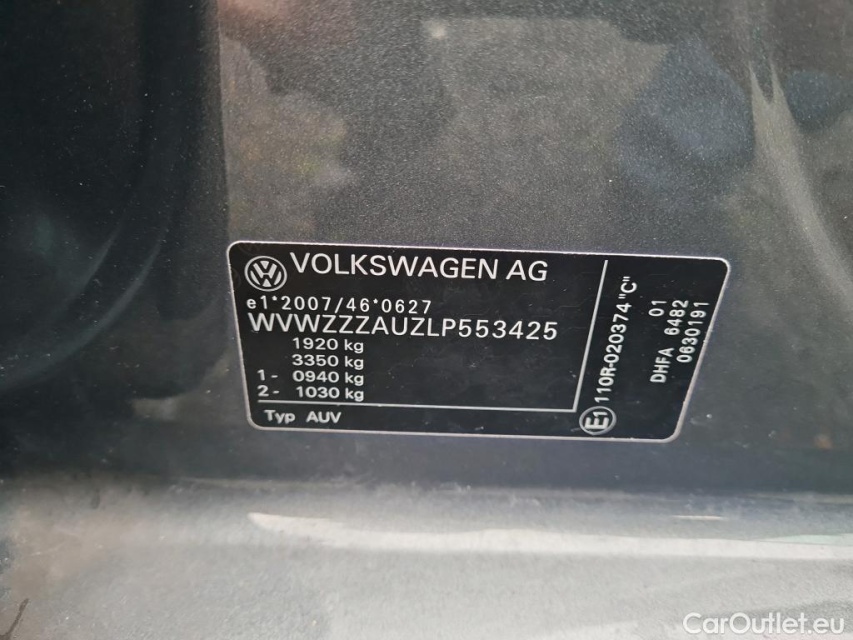 VOLKSWAGEN AG
e1*2007/46*0627
WVWZZZAUZLP553425
1920 kg
3350 kg
1- 0940 kg
2- 1030 kg
Typ AUV
E1 110R-020374 "C"
01
DHFA 6482
0630191
CarOutlet.eu